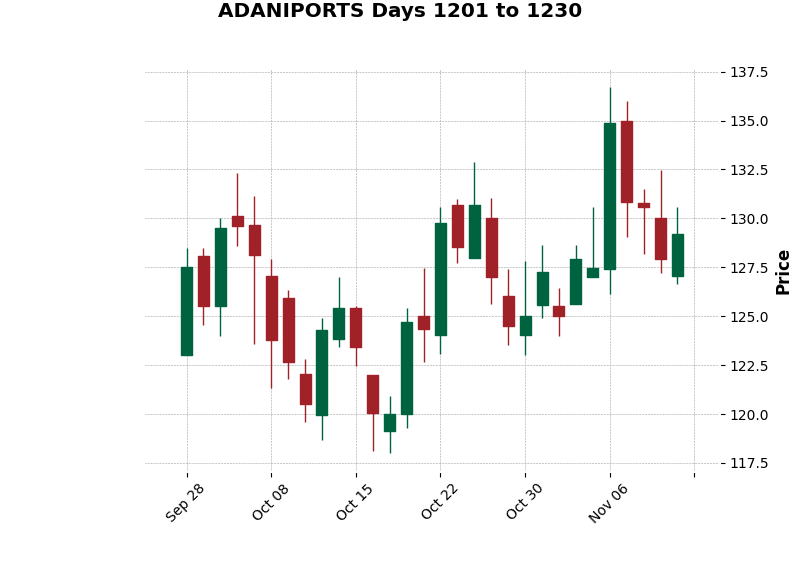 ADANIPORTS Days 1201 to 1230
137.5
135.0
132.5
130.0
127.5
125.0
122.5
120.0
117.5
Price
Sep 28
Oct 08
Oct 15
Oct 22
Oct 30
Nov 06